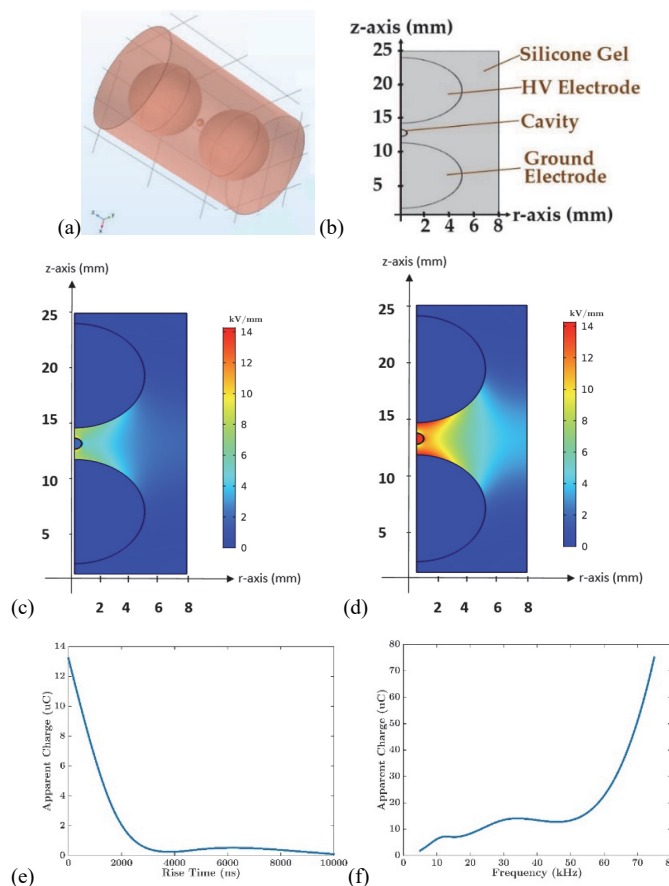 (a)
(b)
z-axis (mm)
25
20
15
10
5
Silicone Gel
HV Electrode
Cavity
Ground
Electrode
r-axis (mm)
2 4 6 8
(c)
z-axis (mm)
25
20
15
10
5
kV/mm
14
12
10
8
6
4
2
0
r-axis (mm)
2 4 6 8
(d)
z-axis (mm)
25
20
15
10
5
kV/mm
14
12
10
8
6
4
2
0
r-axis (mm)
2 4 6 8
(e)
Apparent Charge (uC)
14
12
10
8
6
4
2
0
0 2000 4000 6000 8000 10000
Rise Time (ns)
(f)
Apparent Charge (uC)
80
70
60
50
40
30
20
10
0
0 10 20 30 40 50 60 70 80
Frequency (kHz)